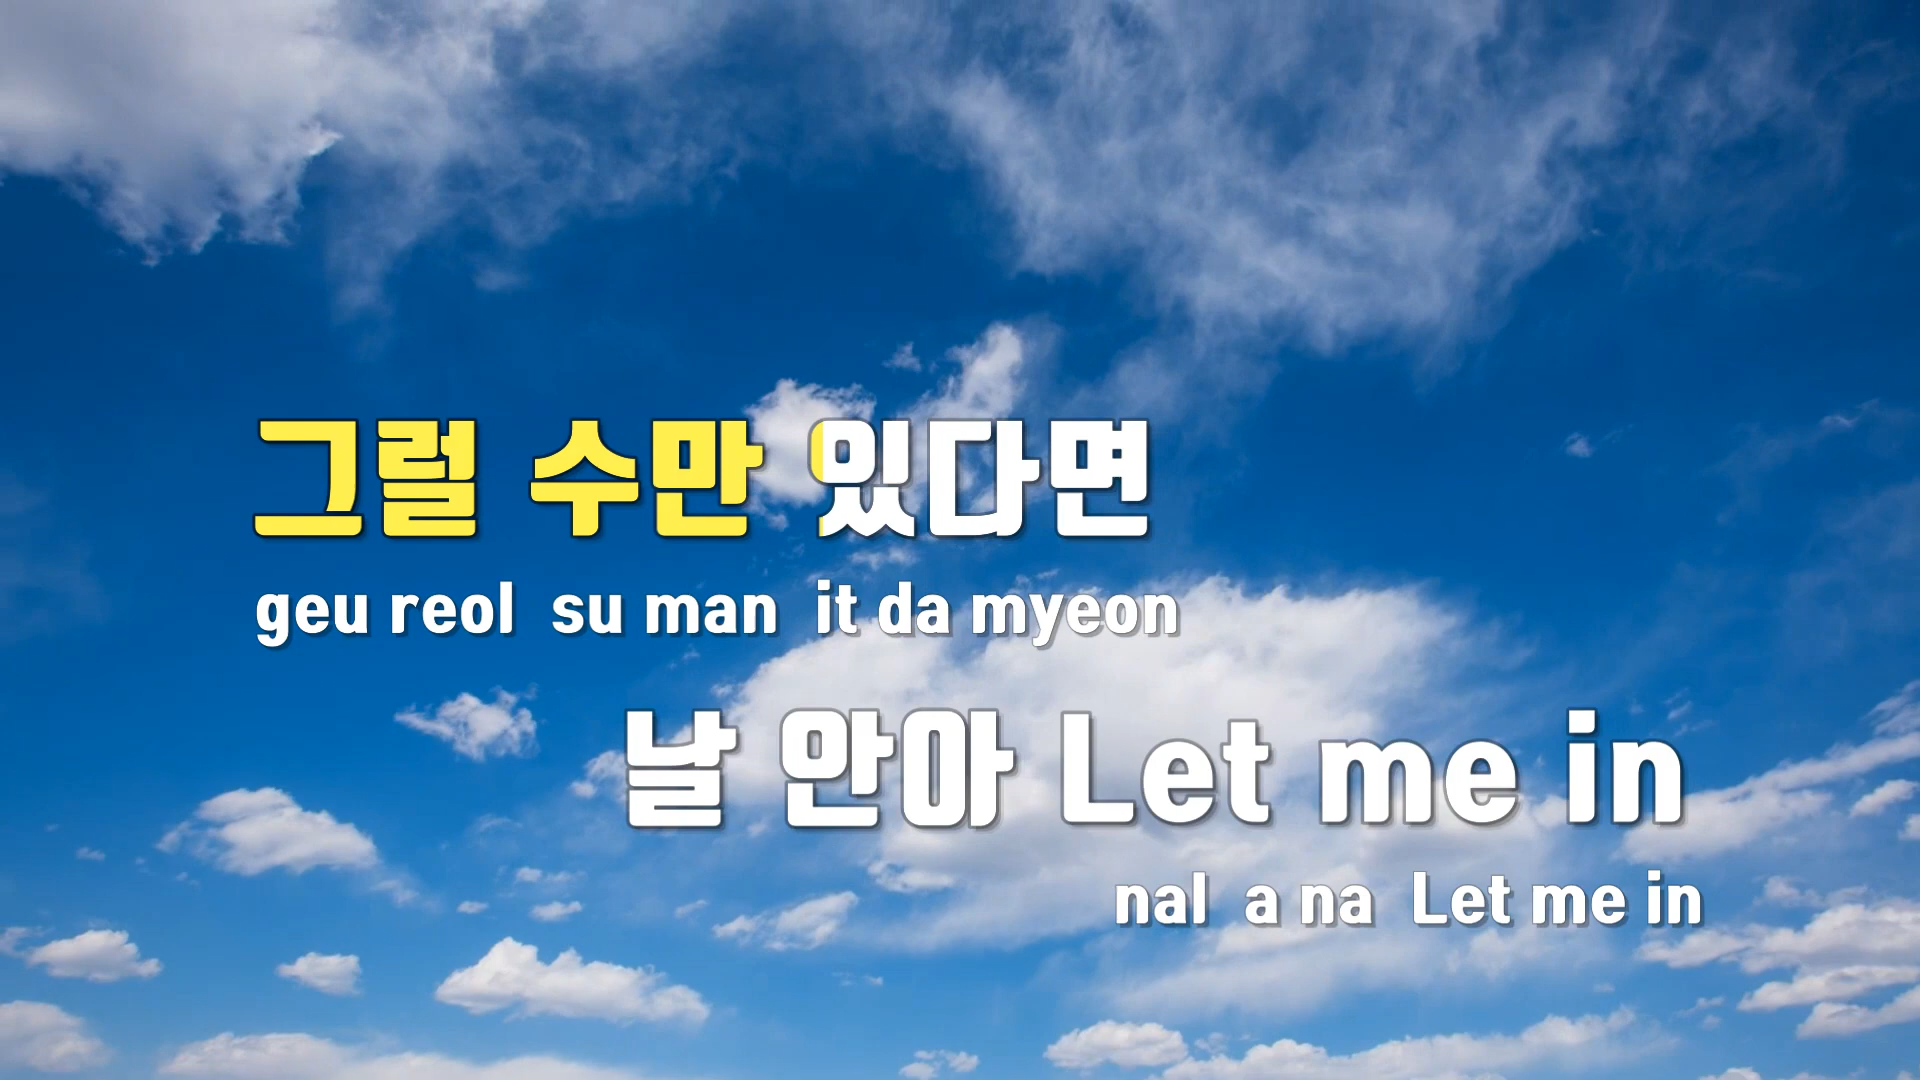 그럴 수만 있다면
geu reol su man it da myeon
날 안아 Let me in
nal a na Let me in